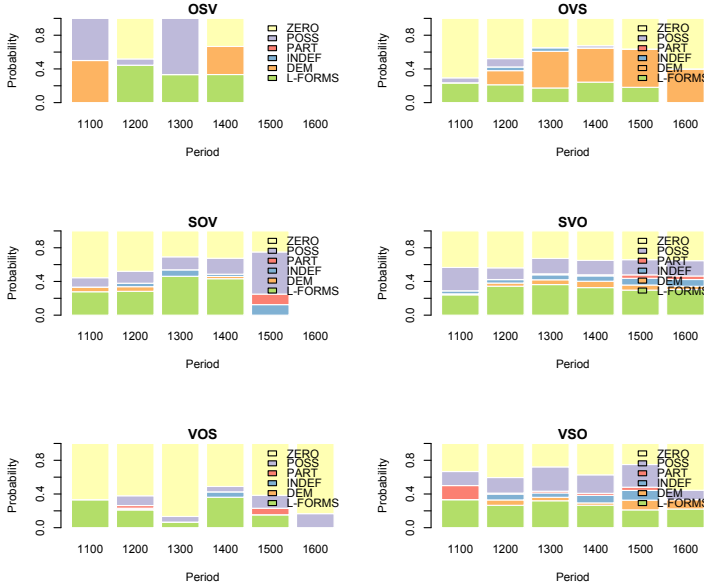 OSV
Probability
0.0 0.4 0.8
ZERO
POSS
PART
INDEF
DEM
L-FORMS
1100 1200 1300 1400 1500 1600
Period
OVS
Probability
0.0 0.4 0.8
ZERO
POSS
PART
INDEF
DEM
L-FORMS
1100 1200 1300 1400 1500 1600
Period
SOV
Probability
0.0 0.4 0.8
ZERO
POSS
PART
INDEF
DEM
L-FORMS
1100 1200 1300 1400 1500 1600
Period
SVO
Probability
0.0 0.4 0.8
ZERO
POSS
PART
INDEF
DEM
L-FORMS
1100 1200 1300 1400 1500 1600
Period
VOS
Probability
0.0 0.4 0.8
ZERO
POSS
PART
INDEF
DEM
L-FORMS
1100 1200 1300 1400 1500 1600
Period
VSO
Probability
0.0 0.4 0.8
ZERO
POSS
PART
INDEF
DEM
L-FORMS
1100 1200 1300 1400 1500 1600
Period